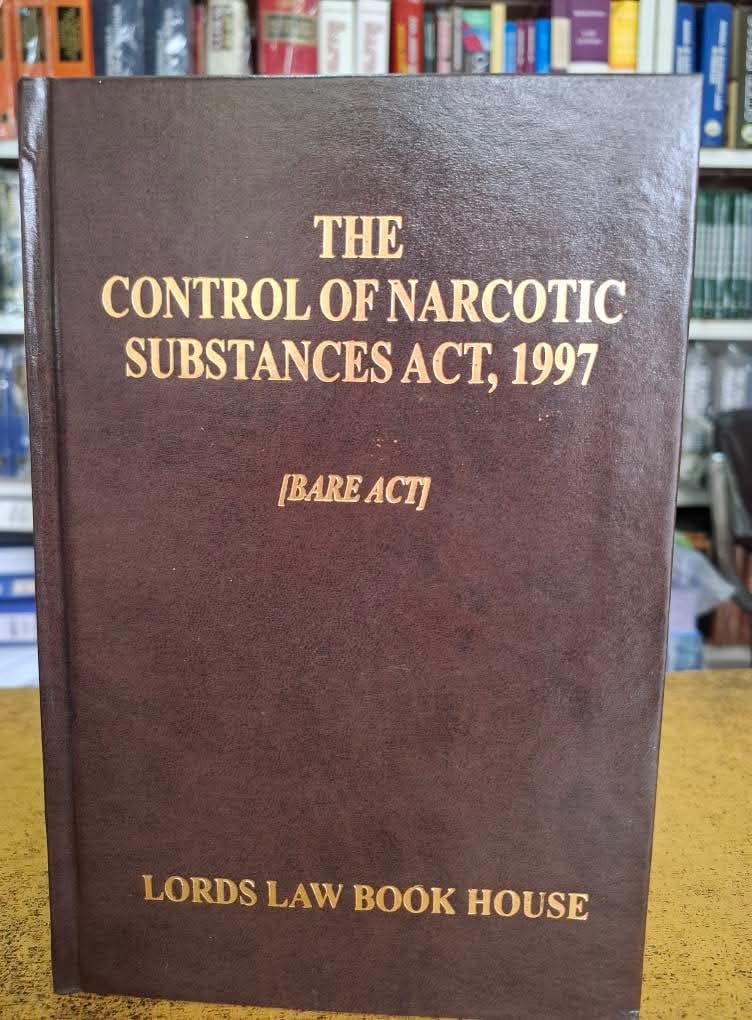 THE
CONTROL OF NARCOTIC
SUBSTANCES ACT, 1997
[BARE ACT]
LORDS LAW BOOK HOUSE